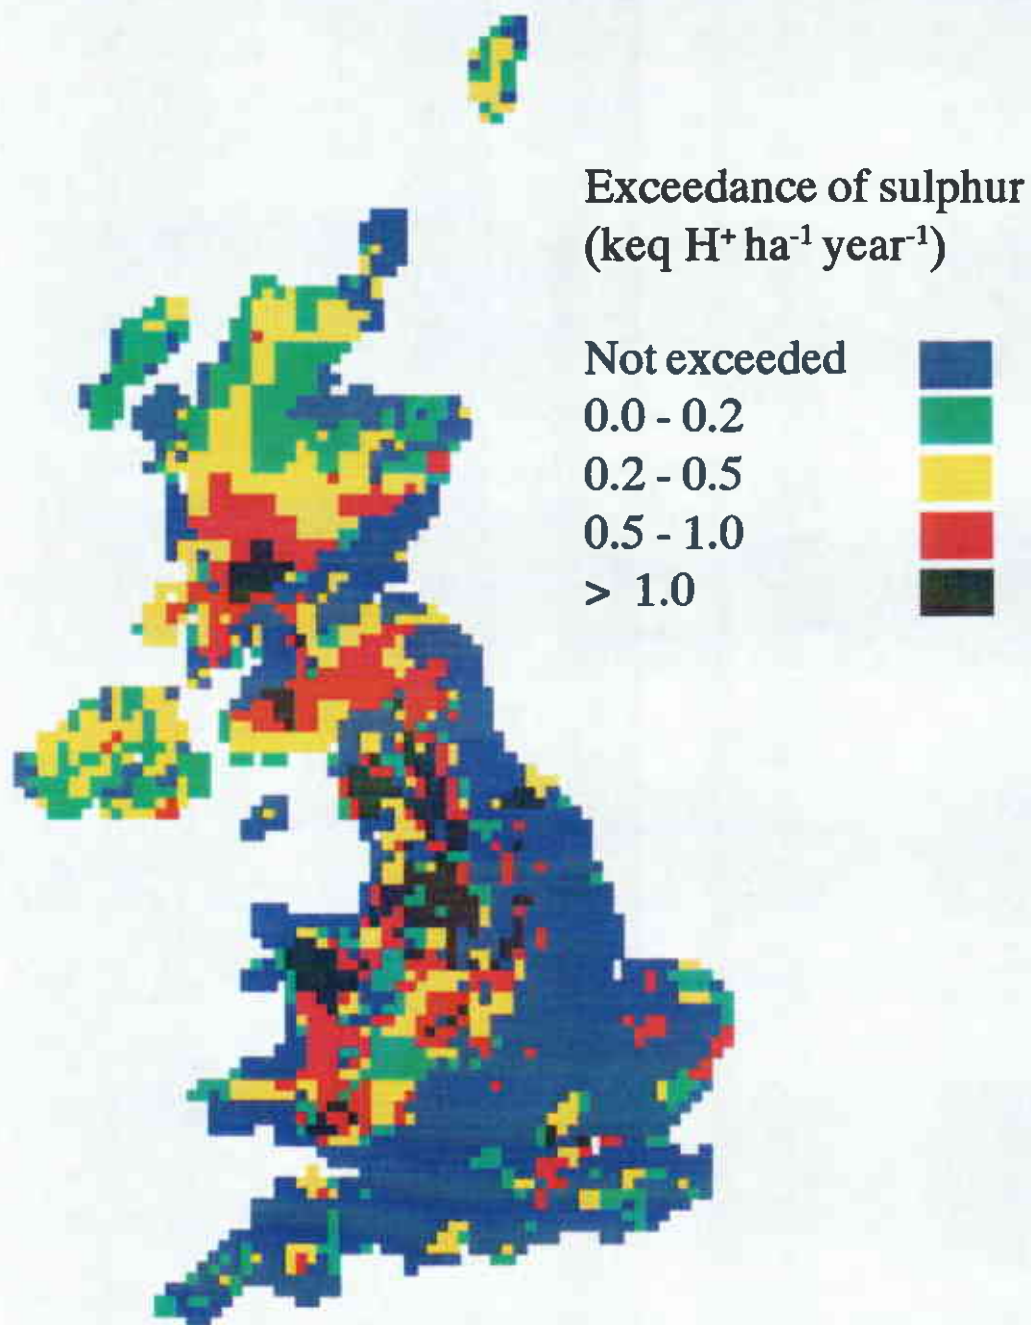 Exceedance of sulphur
(keq H⁺ ha⁻¹ year⁻¹)
Not exceeded
0.0 - 0.2
0.2 - 0.5
0.5 - 1.0
> 1.0